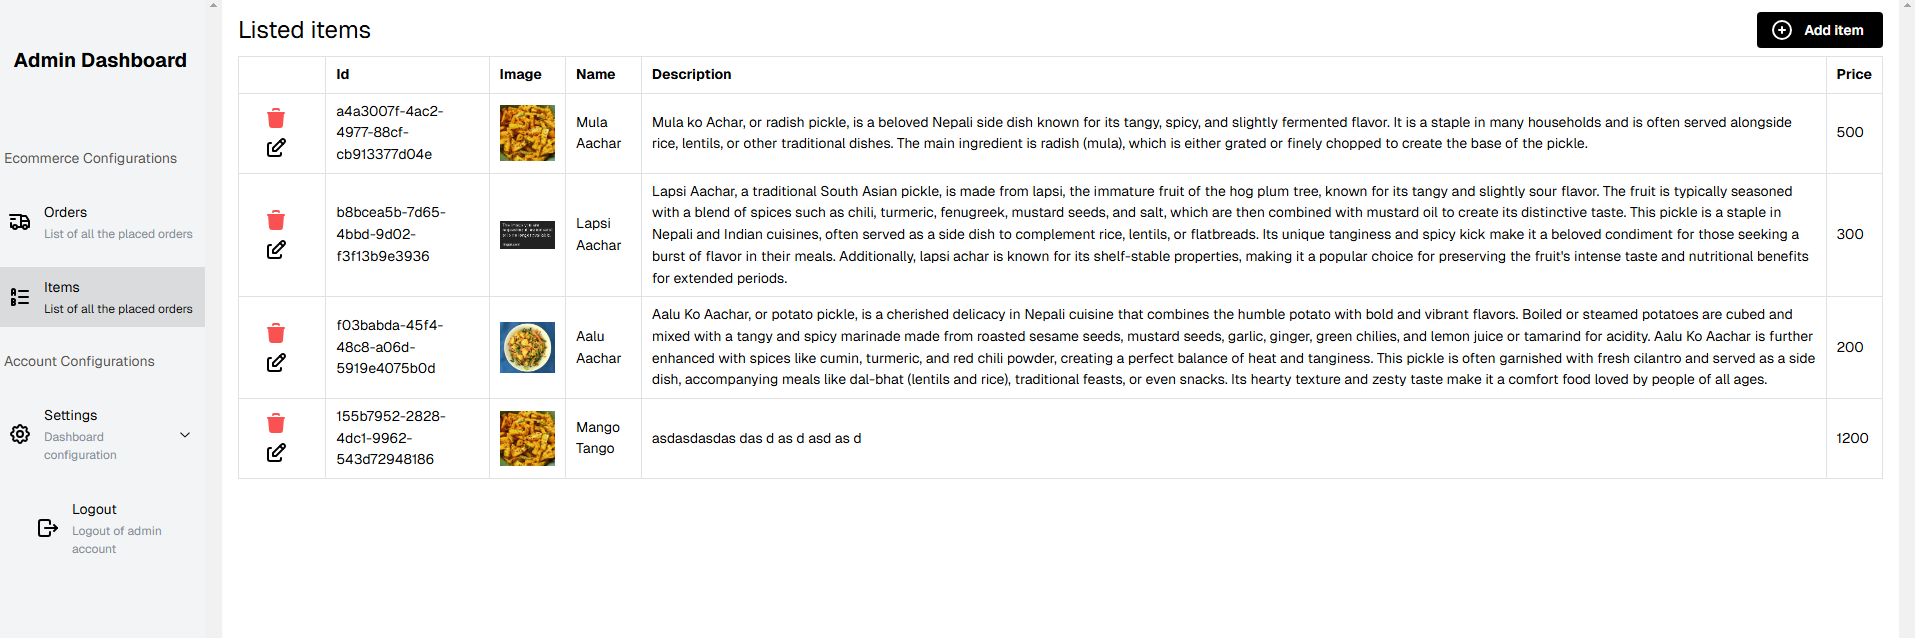 Admin Dashboard
Ecommerce Configurations
Orders
List of all the placed orders
Items
List of all the placed orders
Account Configurations
Settings
Dashboard
configuration
Logout
Logout of admin
account
Listed items
Add item
Id Image Name Description Price
a4a3007f-4ac2-
4977-88cf-
cb913377d04e
Mula
Aachar
Mula ko Achar, or radish pickle, is a beloved Nepali side dish known for its tangy, spicy, and slightly fermented flavor. It is a staple in many households and is often served alongside
rice, lentils, or other traditional dishes. The main ingredient is radish (mula), which is either grated or finely chopped to create the base of the pickle.
500
b8bcea5b-7d65-
4bbd-9d02-
f3f13b9e3936
Lapsi
Aachar
Lapsi Aachar, a traditional South Asian pickle, is made from lapsi, the immature fruit of the hog plum tree, known for its tangy and slightly sour flavor. The fruit is typically seasoned
with a blend of spices such as chili, turmeric, fenugreek, mustard seeds, and salt, which are then combined with mustard oil to create its distinctive taste. This pickle is a staple in
Nepali and Indian cuisines, often served as a side dish to complement rice, lentils, or flatbreads. Its unique tanginess and spicy kick make it a beloved condiment for those seeking a
burst of flavor in their meals. Additionally, lapsi achar is known for its shelf-stable properties, making it a popular choice for preserving the fruit's intense taste and nutritional benefits
for extended periods.
300
f03babda-45f4-
48c8-a06d-
5919e4075b0d
Aalu
Aachar
Aalu Ko Aachar, or potato pickle, is a cherished delicacy in Nepali cuisine that combines the humble potato with bold and vibrant flavors. Boiled or steamed potatoes are cubed and
mixed with a tangy and spicy marinade made from roasted sesame seeds, mustard seeds, garlic, ginger, green chilies, and lemon juice or tamarind for acidity. Aalu Ko Aachar is further
enhanced with spices like cumin, turmeric, and red chili powder, creating a perfect balance of heat and tanginess. This pickle is often garnished with fresh cilantro and served as a side
dish, accompanying meals like dal-bhat (lentils and rice), traditional feasts, or even snacks. Its hearty texture and zesty taste make it a comfort food loved by people of all ages.
200
155b7952-2828-
4dc1-9962-
543d72948186
Mango
Tango
asdasdasdas das d as d asd as d
1200